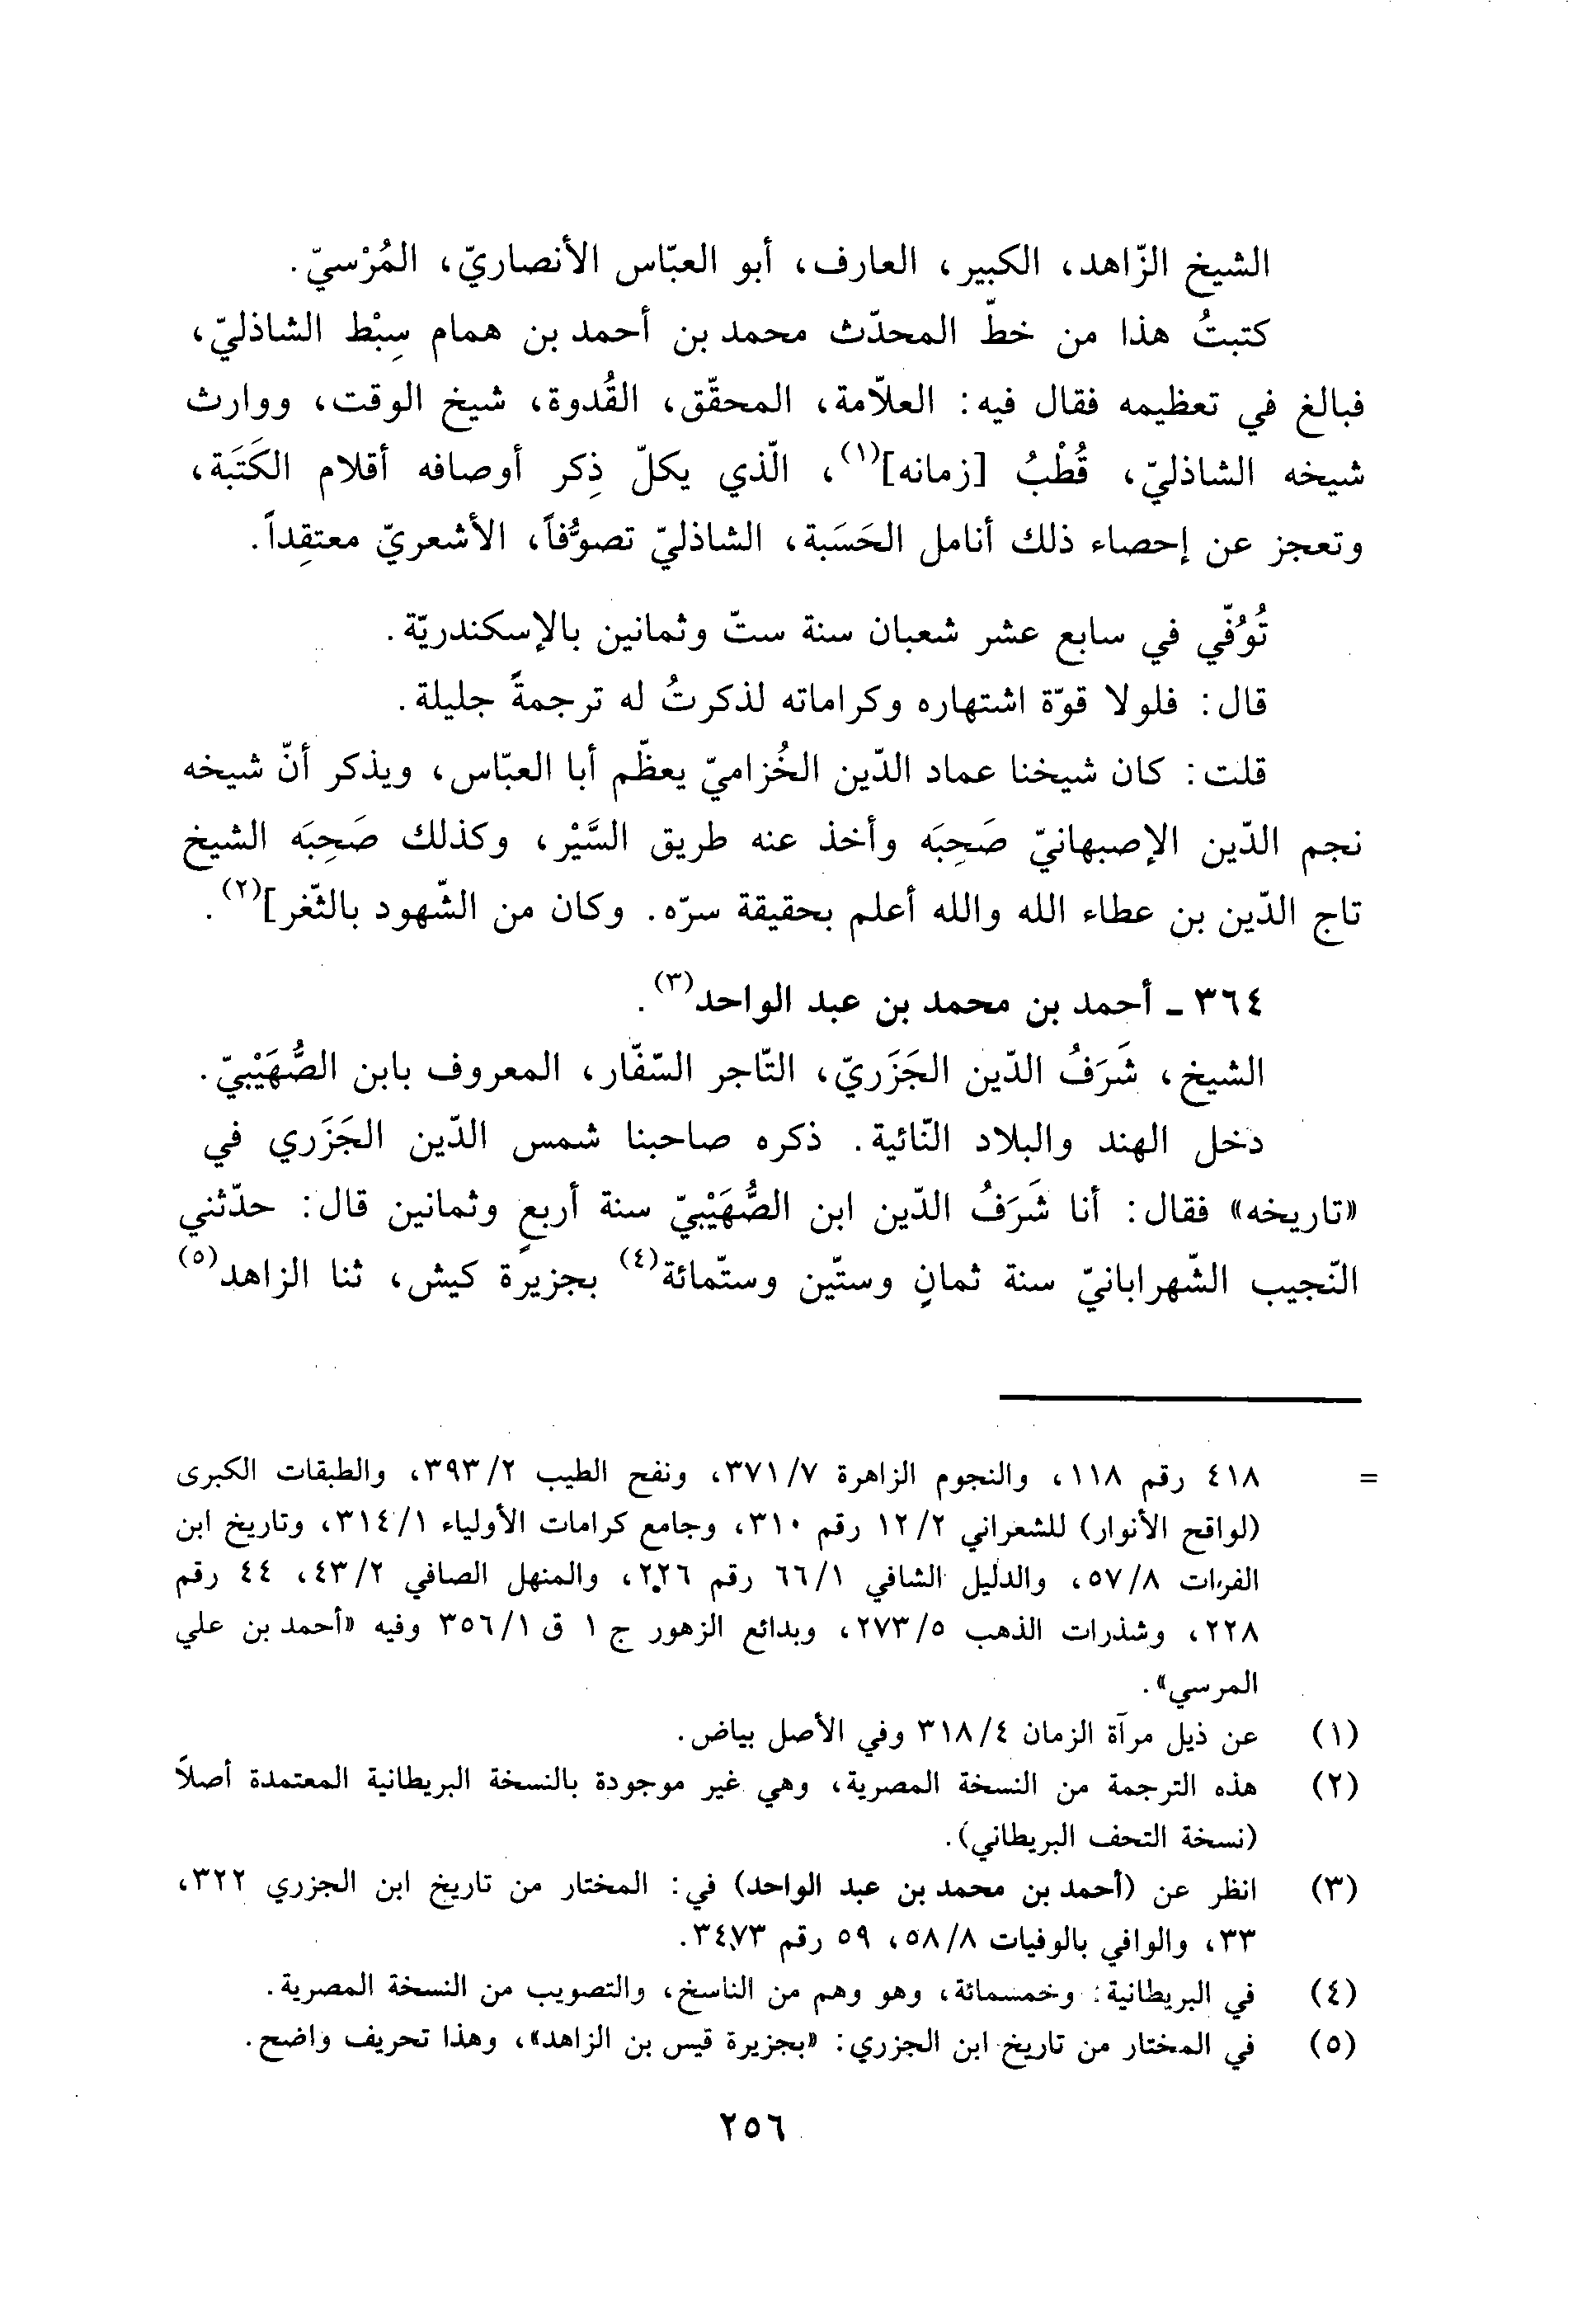 الشيخ الزّاهد، الكبير، العارف، أبو العبّاس الأنصاريّ، المُرْسيّ.
كتبتُ هذا من خطّ المحدّث محمد بن أحمد بن همام سِبْط الشاذليّ،
فبالغ في تعظيمه فقال فيه: العلاّمة، المحقّق، القُدوة، شيخ الوقت، ووارث
شيخه الشاذليّ، قُطْبُ [زمانه](١)، الّذي يكلّ ذِكر أوصافه أقلام الكَتَبة،
وتعجز عن إحصاء ذلك أنامل الحَسَبة، الشاذليّ تصوُّفاً، الأشعريّ معتقِداً.
تُوُفّي في سابع عشر شعبان سنة ستّ وثمانين بالإسكندريّة.
قال: فلولا قوّة اشتهاره وكراماته لذكرتُ له ترجمةً جليلة.
قلت: كان شيخنا عماد الدّين الخُزاميّ يعظّم أبا العبّاس، ويذكر أنّ شيخه
نجم الدّين الإصبهانيّ صَحِبَه وأخذ عنه طريق السَّيْر، وكذلك صَحِبَه الشيخ
تاج الدّين بن عطاء الله والله أعلم بحقيقة سرّه. وكان من الشّهود بالثّغر](٢).
٣٦٤ ـ أحمد بن محمد بن عبد الواحد(٣).
الشيخ، شَرَفُ الدّين الجَزَريّ، التّاجر السّفّار، المعروف بابن الصُّهَيْبيّ.
دخل الهند والبلاد النّائية. ذكره صاحبنا شمس الدّين الجَزَري في
«تاريخه» فقال: أنا شَرَفُ الدّين ابن الصُّهَيْبيّ سنة أربعٍ وثمانين قال: حدّثني
النّجيب الشّهرابانيّ سنة ثمانٍ وستّين وستّمائة(٤) بجزيرة كيش، ثنا الزاهد(٥)
= ٤١٨ رقم ١١٨، والنجوم الزاهرة ٣٧١/٧، ونفح الطيب ٣٩٣/٢، والطبقات الكبرى
(لواقح الأنوار) للشعراني ١٢/٢ رقم ٣١٠، وجامع كرامات الأولياء ٣١٤/١، وتاريخ ابن
الفرات ٥٧/٨، والدليل الشافي ٦٦/١ رقم ٢٢٦، والمنهل الصافي ٤٣/٢، ٤٤ رقم
٢٢٨، وشذرات الذهب ٢٧٣/٥، وبدائع الزهور ج ١ ق ٣٥٦/١ وفيه «أحمد بن علي
المرسي».
(١) عن ذيل مرآة الزمان ٣١٨/٤ وفي الأصل بياض.
(٢) هذه الترجمة من النسخة المصرية، وهي غير موجودة بالنسخة البريطانية المعتمدة أصلاً
(نسخة التحف البريطاني).
(٣) انظر عن (أحمد بن محمد بن عبد الواحد) في: المختار من تاريخ ابن الجزري ٣٢٢،
٣٣، والوافي بالوفيات ٥٨/٨، ٥٩ رقم ٣٤٧٣.
(٤) في البريطانية: وخمسمائة، وهو وهم من الناسخ، والتصويب من النسخة المصرية.
(٥) في المختار من تاريخ ابن الجزري: «بجزيرة قيس بن الزاهد»، وهذا تحريف واضح.
٢٥٦